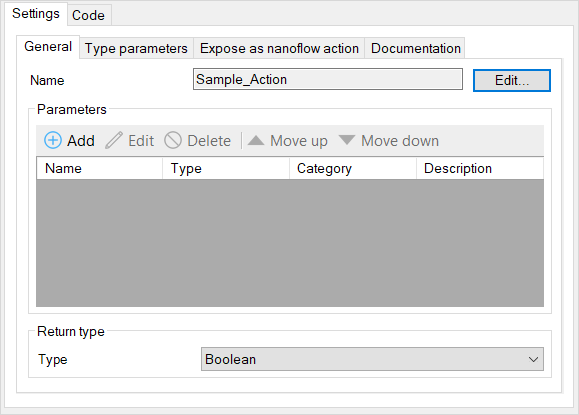 Settings Code
General Type parameters Expose as nanoflow action Documentation
Name Sample_Action Edit...
Parameters
Add Edit Delete Move up Move down
Name Type Category Description
Return type
Type Boolean